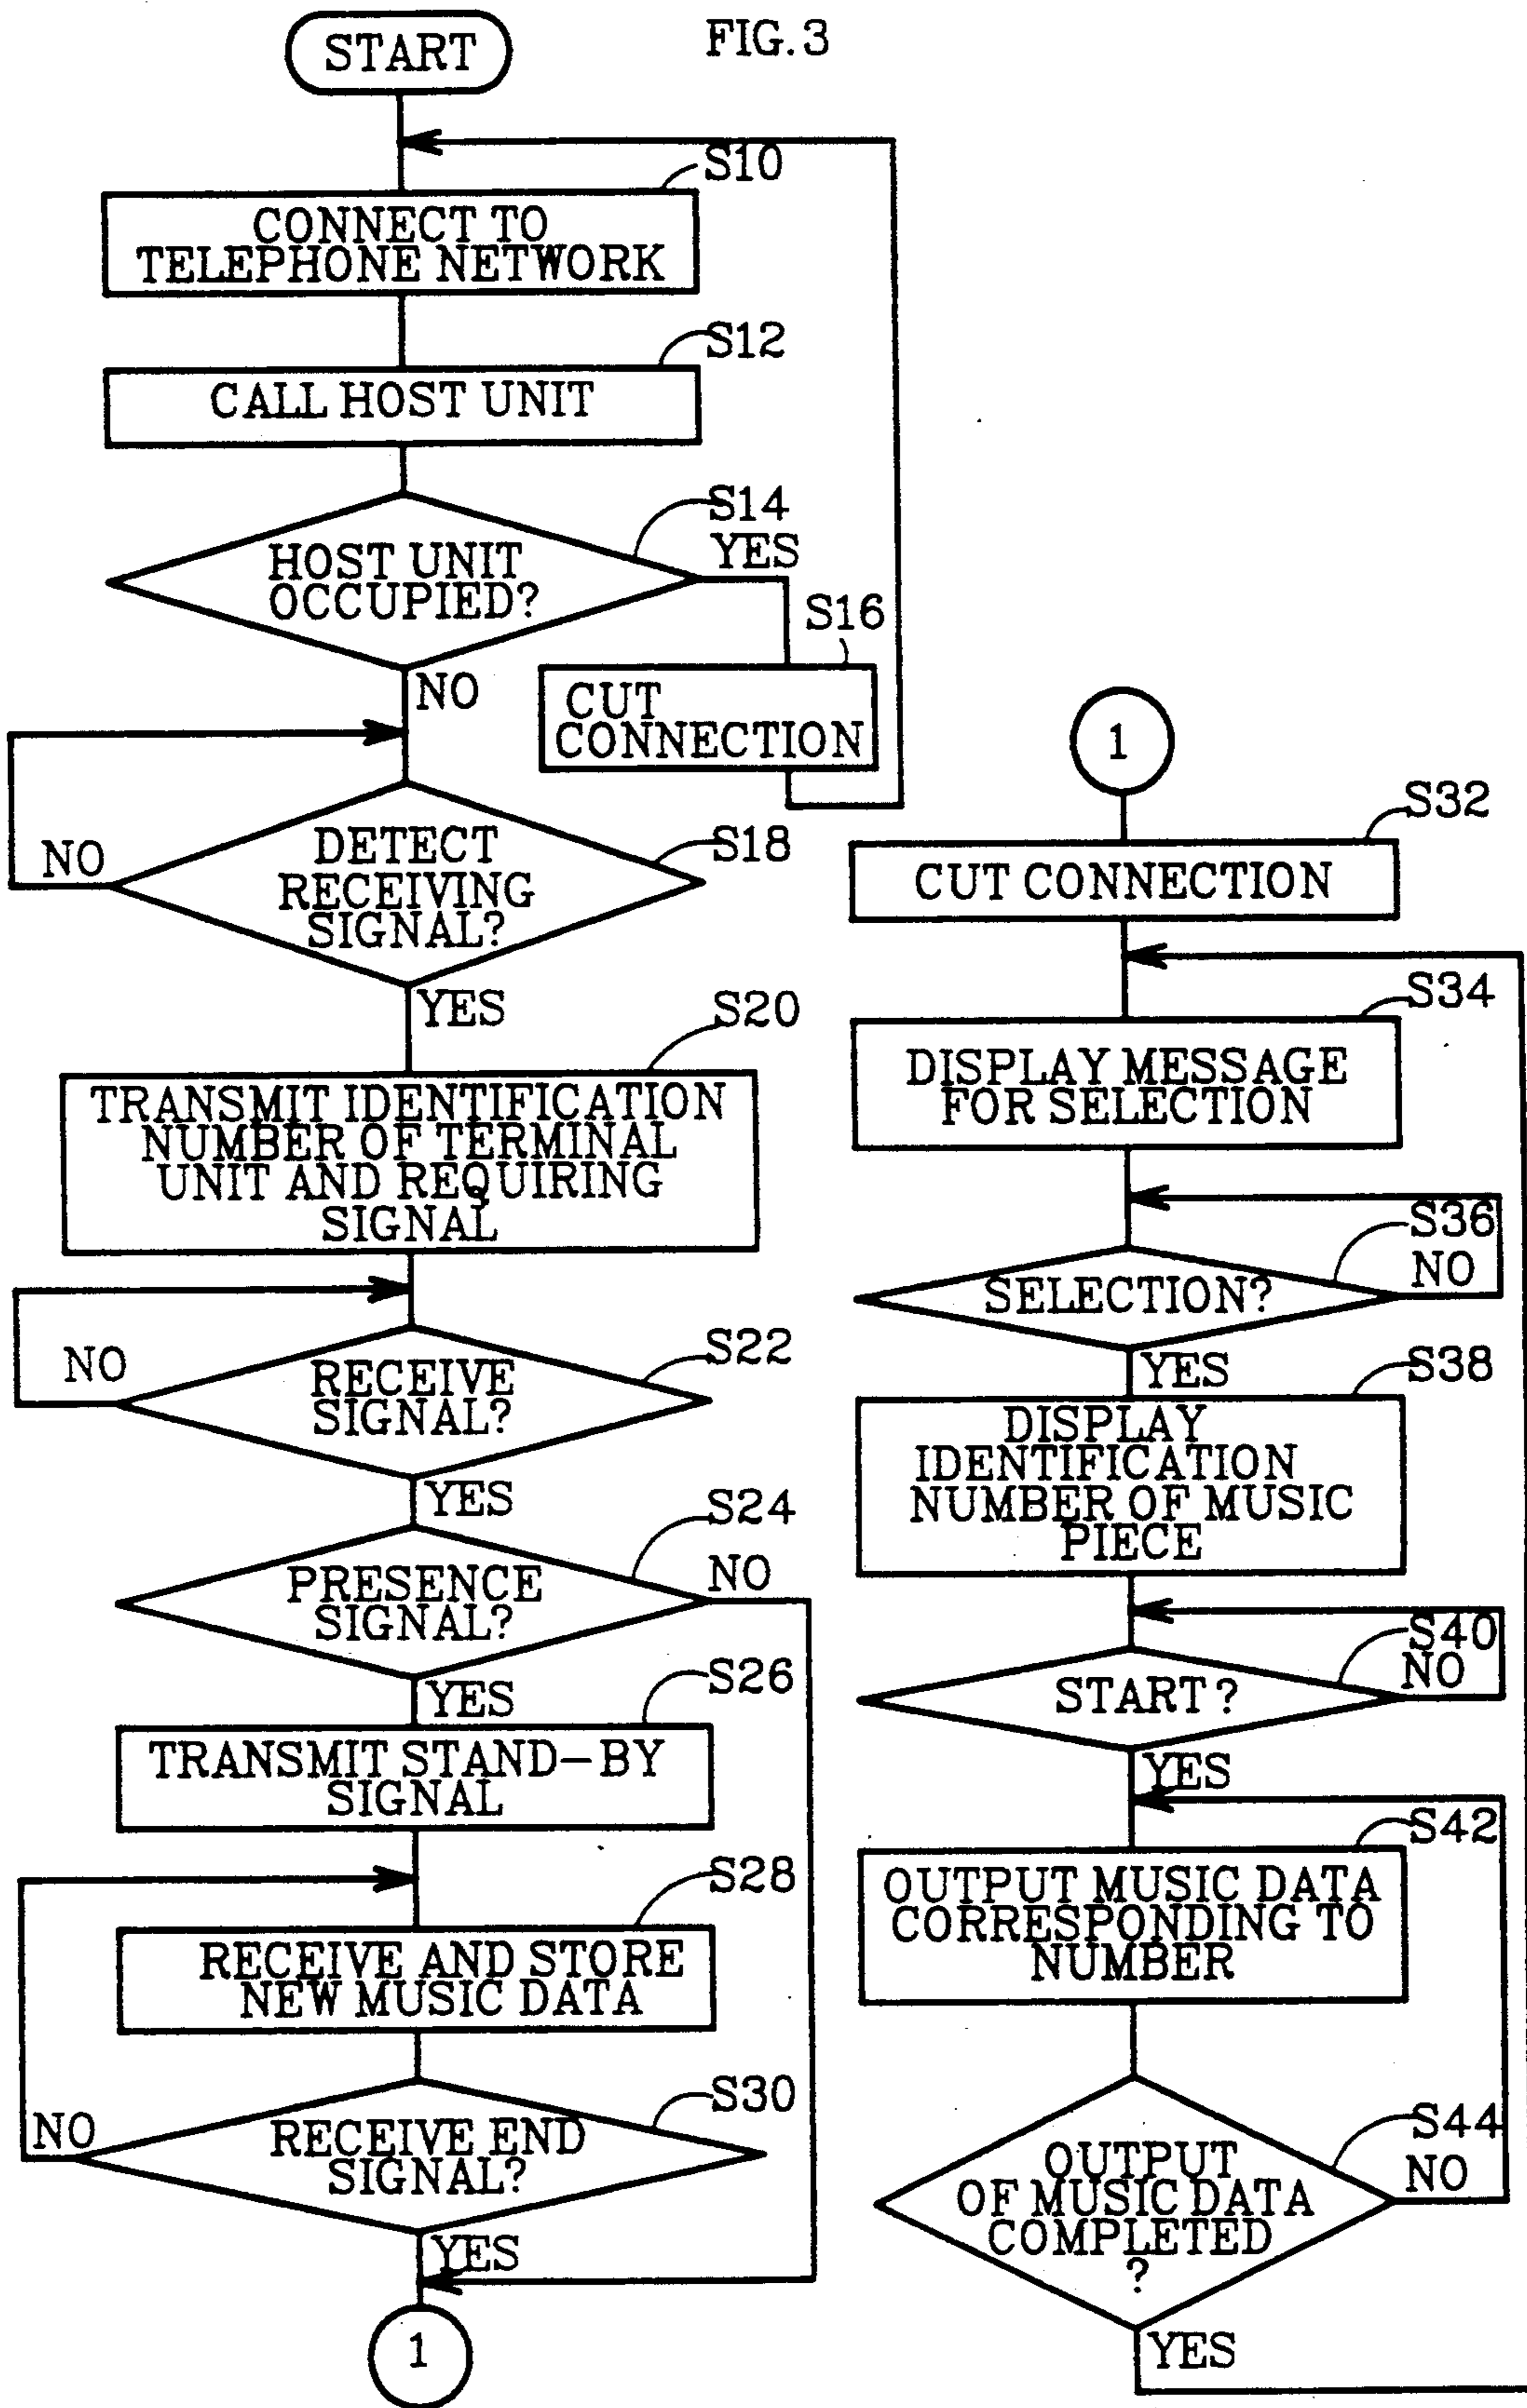 FIG.3
START
S10
CONNECT TO
TELEPHONE NETWORK
S12
CALL HOST UNIT
S14
HOST UNIT
OCCUPIED?
YES
NO
S16
CUT
CONNECTION
DETECT
RECEIVING
SIGNAL?
S18
NO
YES
S20
TRANSMIT IDENTIFICATION
NUMBER OF TERMINAL
UNIT AND REQUIRING
SIGNAL
S22
RECEIVE
SIGNAL?
NO
YES
S24
PRESENCE
SIGNAL?
NO
YES
S26
TRANSMIT STAND-BY
SIGNAL
S28
RECEIVE AND STORE
NEW MUSIC DATA
S30
RECEIVE END
SIGNAL?
NO
YES
1
1
S32
CUT CONNECTION
S34
DISPLAY MESSAGE
FOR SELECTION
S36
SELECTION?
NO
YES
S38
DISPLAY
IDENTIFICATION
NUMBER OF MUSIC
PIECE
S40
START?
NO
YES
S42
OUTPUT MUSIC DATA
CORRESPONDING TO
NUMBER
S44
OUTPUT
OF MUSIC DATA
COMPLETED
?
NO
YES